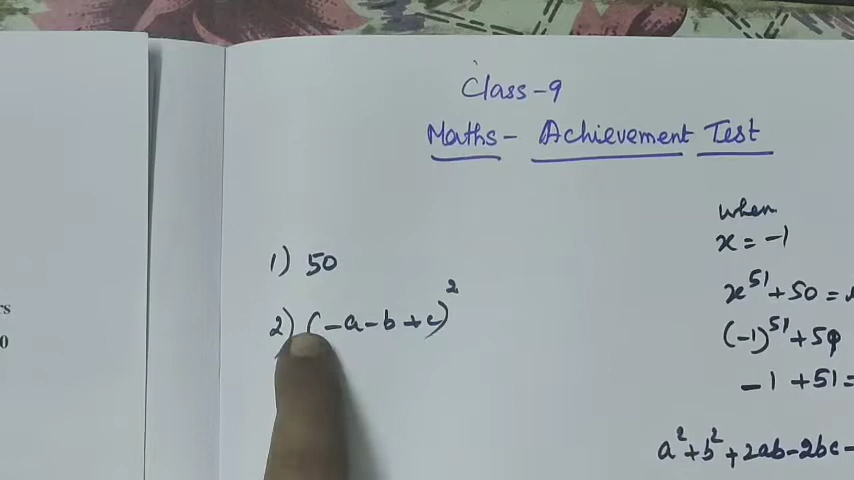 Class-9
Maths- Achievement Test
1) 50
2) (-a-b+c)²
when
x = -1
x⁵¹+50 =
(-1)⁵¹+50
-1 +51 =
a²+b²+2ab-2bc-
0